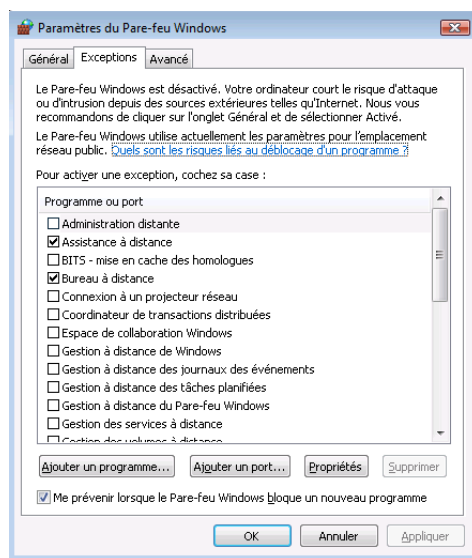 Paramètres du Pare-feu Windows
Général Exceptions Avancé
Le Pare-feu Windows est désactivé. Votre ordinateur court le risque d'attaque
ou d'intrusion depuis des sources extérieures telles qu'Internet. Nous vous
recommandons de cliquer sur l'onglet Général et de sélectionner Activé.
Le Pare-feu Windows utilise actuellement les paramètres pour l'emplacement
réseau public. Quels sont les risques liés au déblocage d'un programme ?
Pour activer une exception, cochez sa case :
Programme ou port
Administration distante
Assistance à distance
BITS - mise en cache des homologues
Bureau à distance
Connexion à un projecteur réseau
Coordinateur de transactions distribuées
Espace de collaboration Windows
Gestion à distance de Windows
Gestion à distance des journaux des événements
Gestion à distance des tâches planifiées
Gestion à distance du Pare-feu Windows
Gestion des services à distance
Gestion des volumes à distance
Ajouter un programme... Ajouter un port... Propriétés Supprimer
Me prévenir lorsque le Pare-feu Windows bloque un nouveau programme
OK Annuler Appliquer